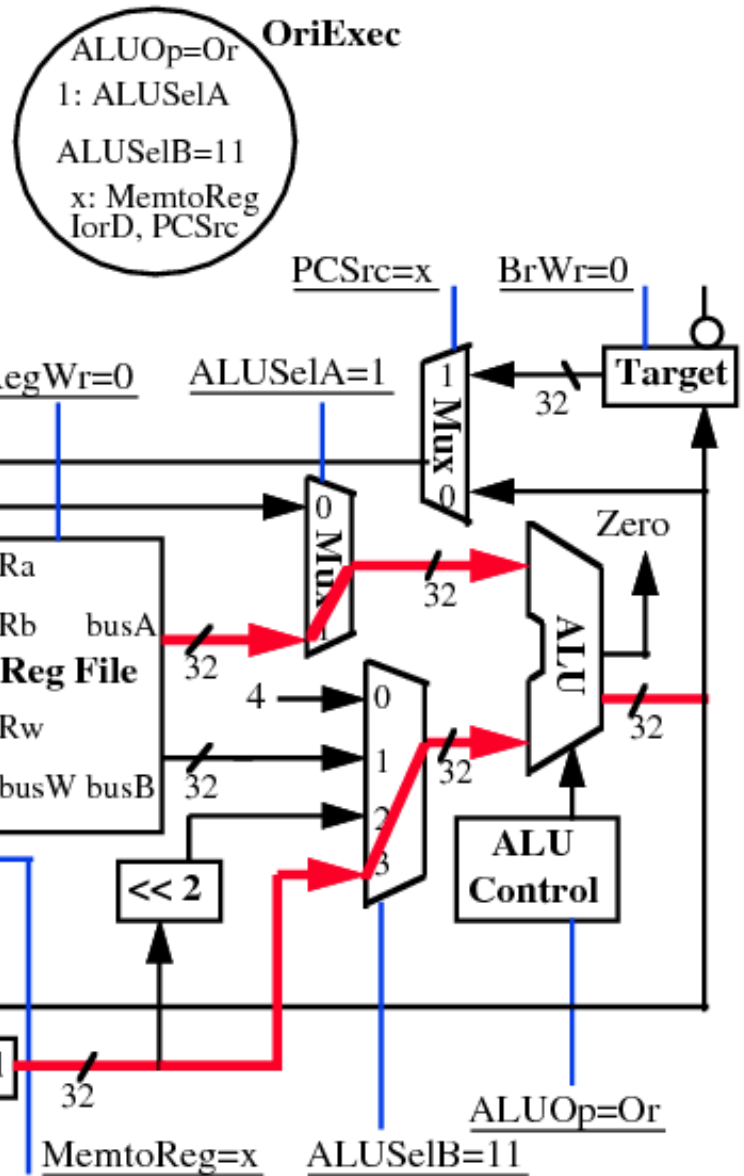 OriExec
ALUOp=Or
1: ALUSelA
ALUSelB=11
x: MemtoReg
IorD, PCSrc
PCSrc=x
BrWr=0
egWr=0
ALUSelA=1
1
Mux
0
32
Target
0
Mux
1
Zero
Ra
Rb
busA
32
32
Reg File
ALU
4
0
Rw
32
32
1
busW
busB
32
2
3
<< 2
ALU
Control
32
ALUOp=Or
MemtoReg=x
ALUSelB=11